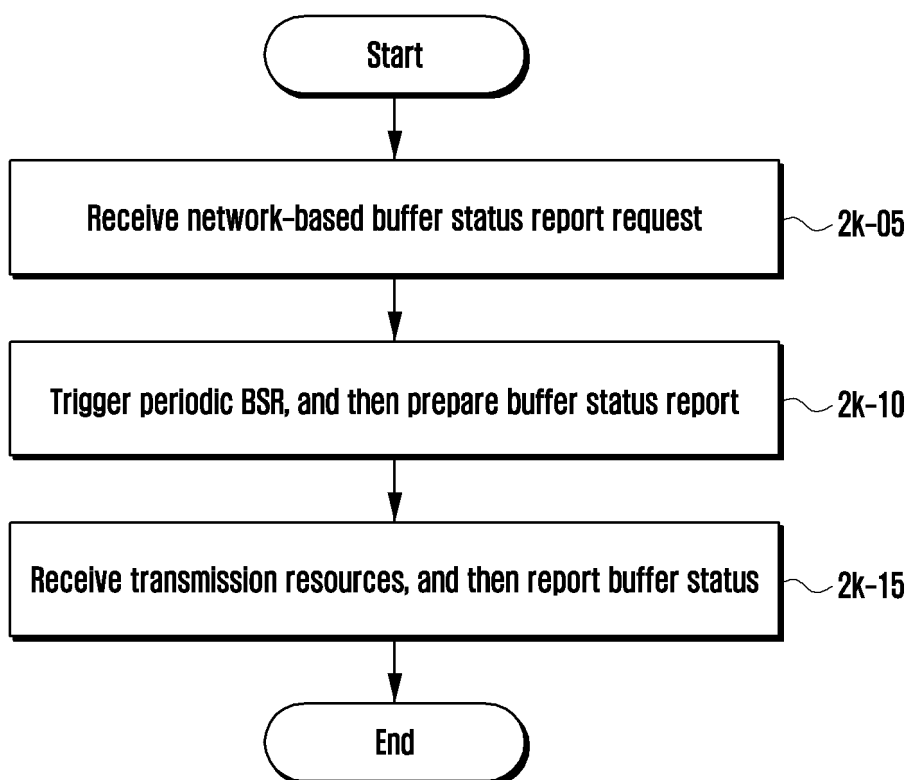 Start
Receive network-based buffer status report request
2k-05
Trigger periodic BSR, and then prepare buffer status report
2k-10
Receive transmission resources, and then report buffer status
2k-15
End